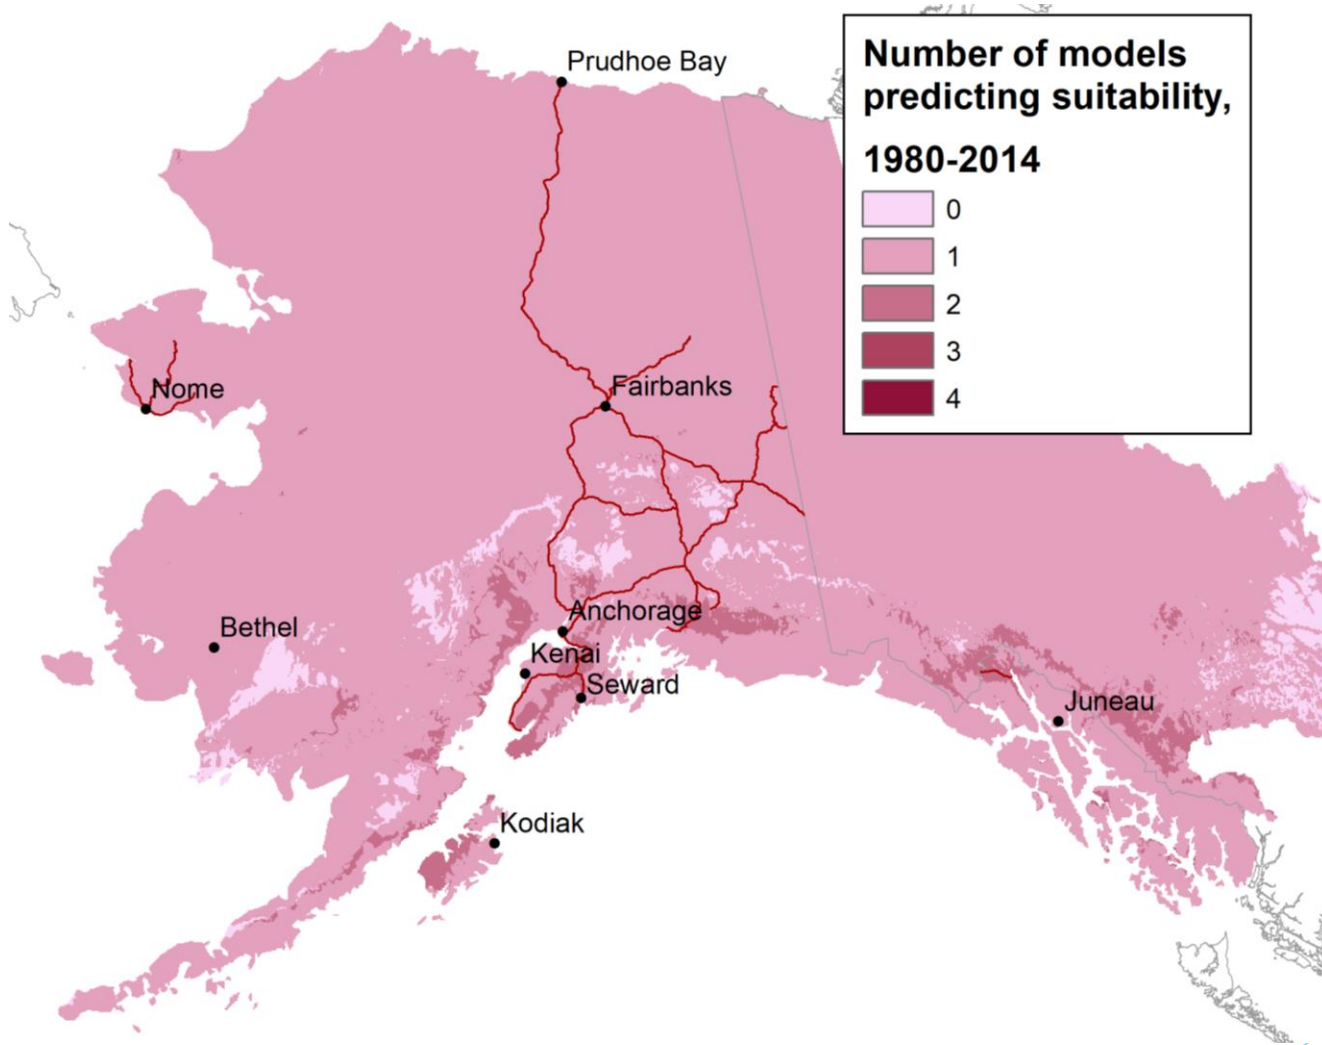 Prudhoe Bay
Number of models
predicting suitability,
1980-2014
0
1
2
3
4
Nome
Fairbanks
Anchorage
Bethel
Kenai
Seward
Juneau
Kodiak